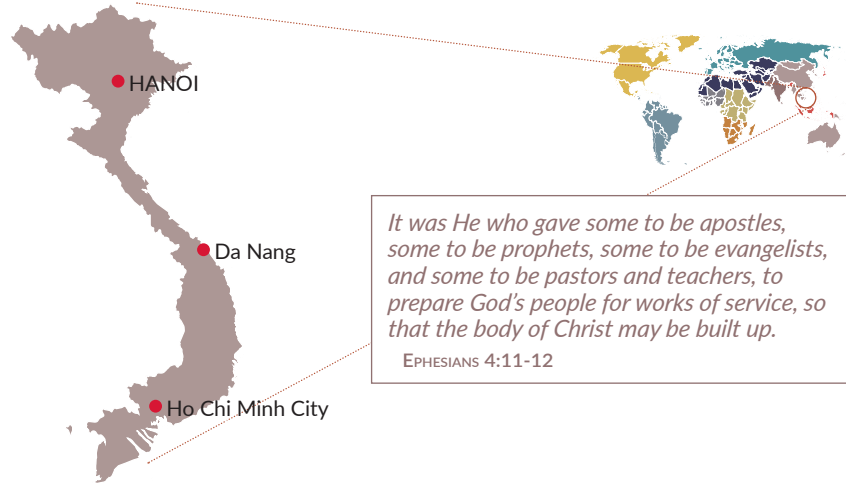 HANOI
Da Nang
It was He who gave some to be apostles,
some to be prophets, some to be evangelists,
and some to be pastors and teachers, to
prepare God’s people for works of service, so
that the body of Christ may be built up.
Ephesians 4:11-12
Ho Chi Minh City